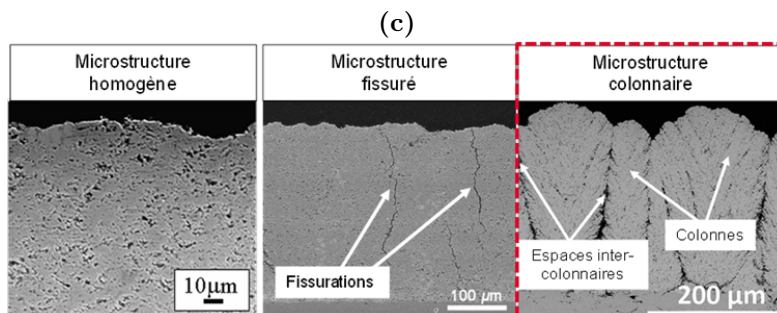 (c)
Microstructure
homogène
Microstructure
fissuré
Microstructure
colonnaire
10µm
Fissurations
100 µm
Espaces inter-
colonnaires
Colonnes
200 µm